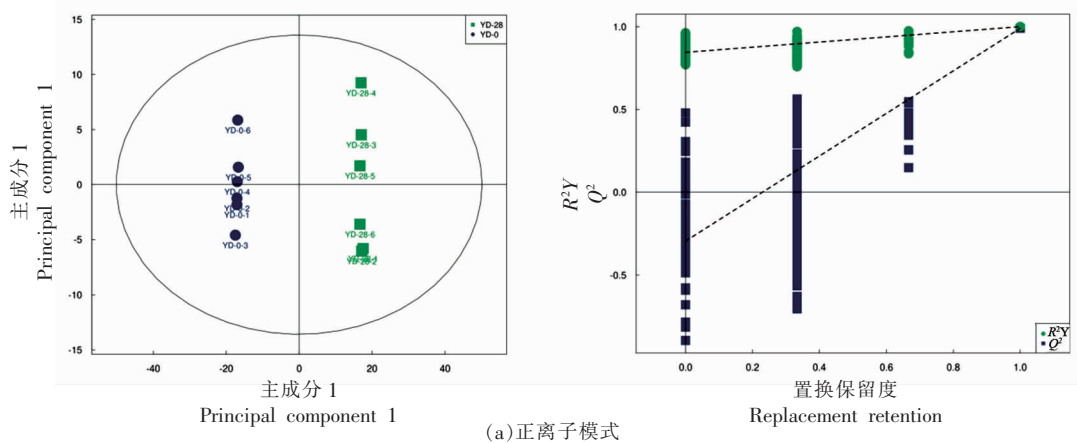 主成分 1
Principal component 1
15
10
5
0
-5
-10
-15
YD-28
YD-0
YD-28-4
YD-0-6
YD-28-3
YD-0-5
YD-28-5
YD-0-4
YD-0-2
YD-0-1
YD-0-3
YD-28-6
YD-28-2
-40 -20 0 20 40
主成分 1
Principal component 1
R²Y
Q²
1.0
0.5
0.0
-0.5
R²Y
Q²
0.0 0.2 0.4 0.6 0.8 1.0
置换保留度
Replacement retention
(a)正离子模式